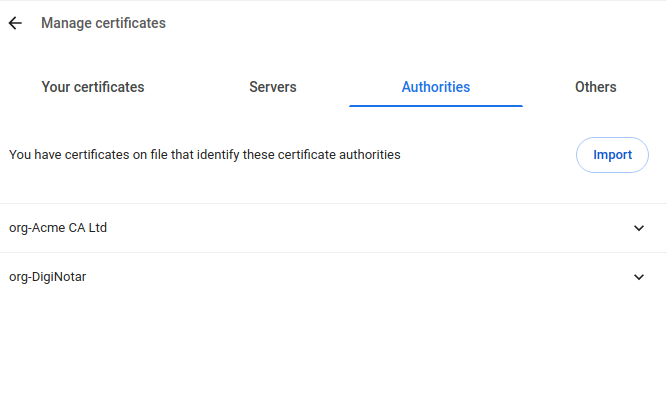 Manage certificates
Your certificates Servers Authorities Others
You have certificates on file that identify these certificate authorities Import
org-Acme CA Ltd
org-DigiNotar